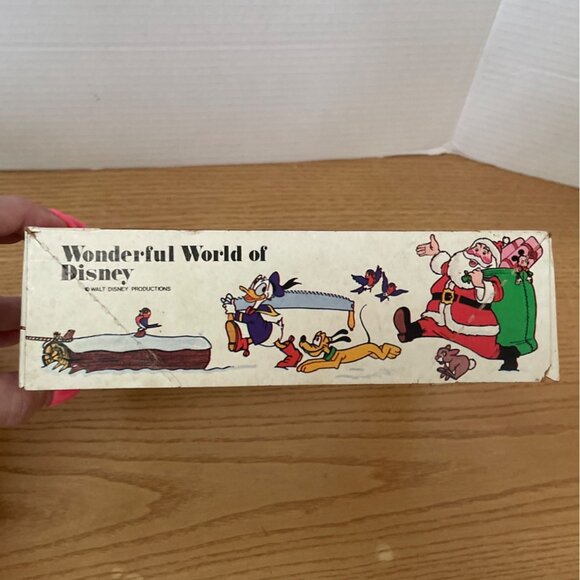 Wonderful World of
Disney
© WALT DISNEY PRODUCTIONS